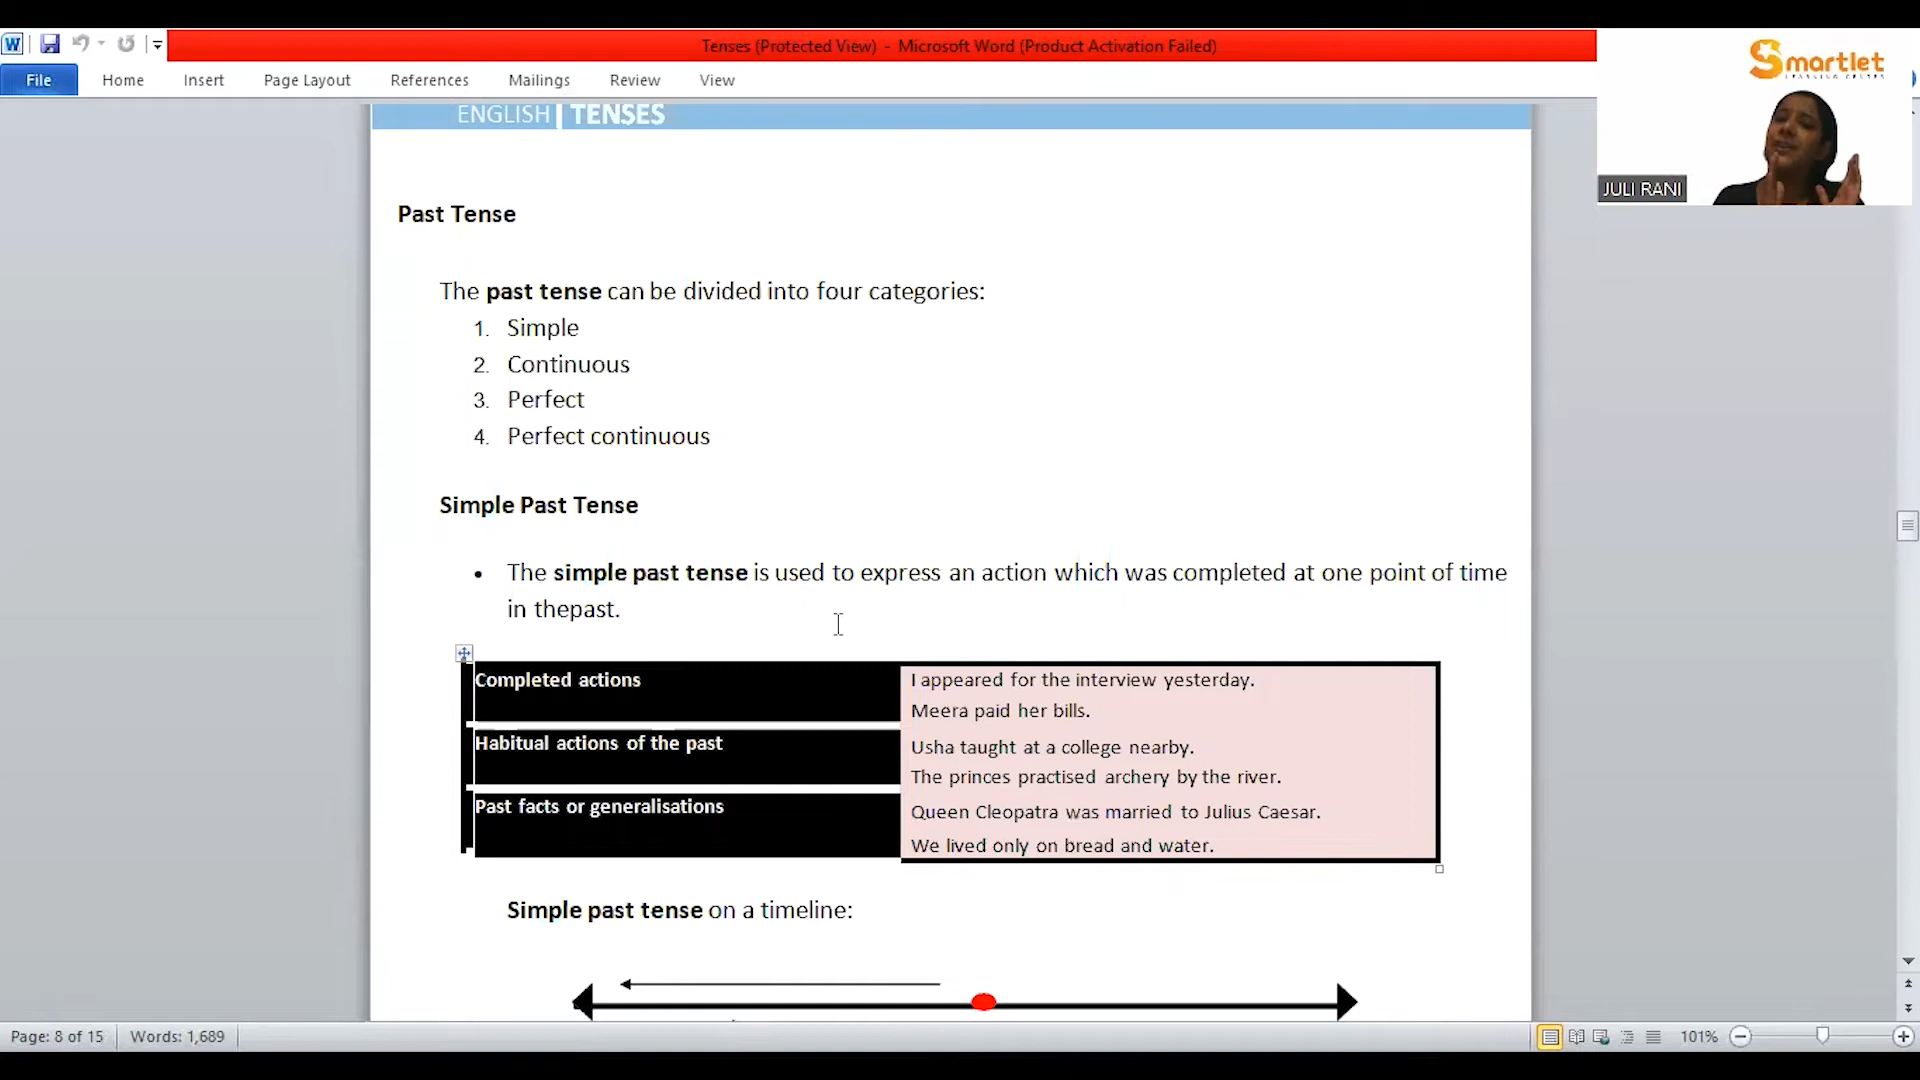 Tenses (Protected View) - Microsoft Word (Product Activation Failed)
File Home Insert Page Layout References Mailings Review View
Smartlet
LEARNING CENTER
JULI RANI
ENGLISH | TENSES
Past Tense
The past tense can be divided into four categories:
1. Simple
2. Continuous
3. Perfect
4. Perfect continuous
Simple Past Tense
• The simple past tense is used to express an action which was completed at one point of time
in thepast.
Completed actions
I appeared for the interview yesterday.
Meera paid her bills.
Habitual actions of the past
Usha taught at a college nearby.
The princes practised archery by the river.
Past facts or generalisations
Queen Cleopatra was married to Julius Caesar.
We lived only on bread and water.
Simple past tense on a timeline:
Page: 8 of 15 Words: 1,689 101%